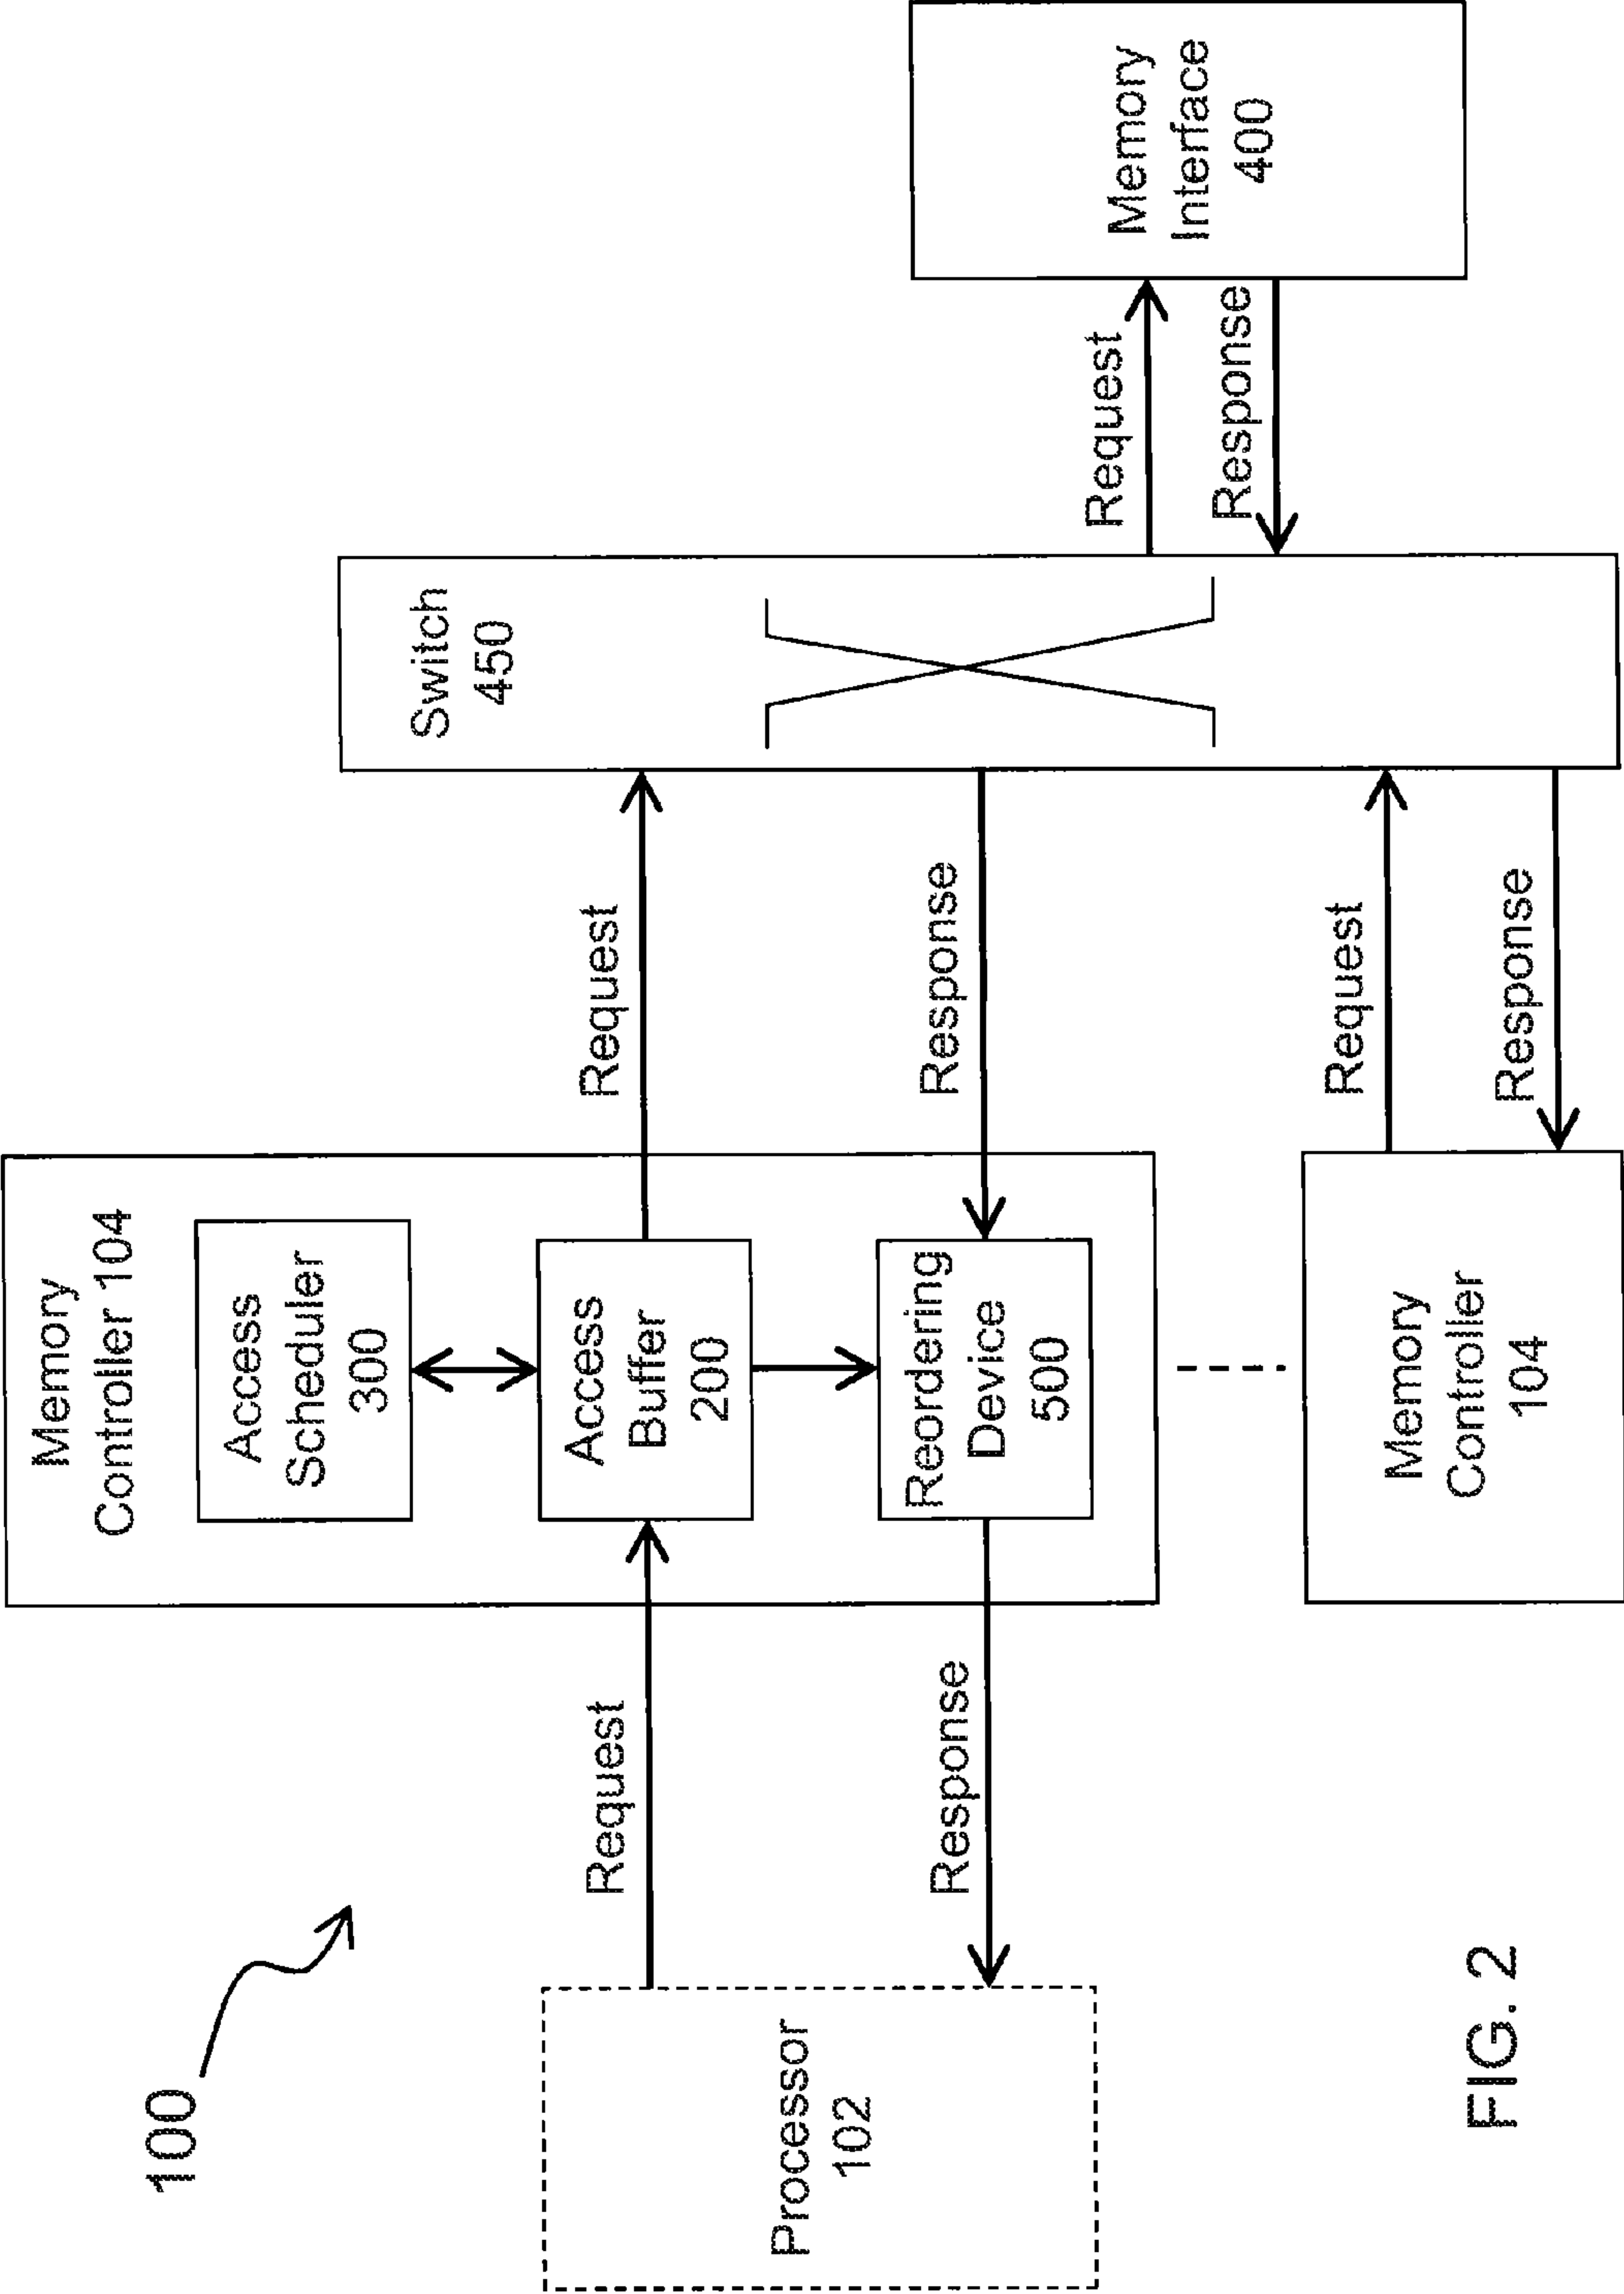 100
Memory
Controller 104
Access
Scheduler
300
Access
Buffer
200
Reordering
Device
500
Processor
102
Request
Response
Request
Response
Switch
450
Request
Response
Memory
Interface
400
Memory
Controller
104
Request
Response
FIG. 2